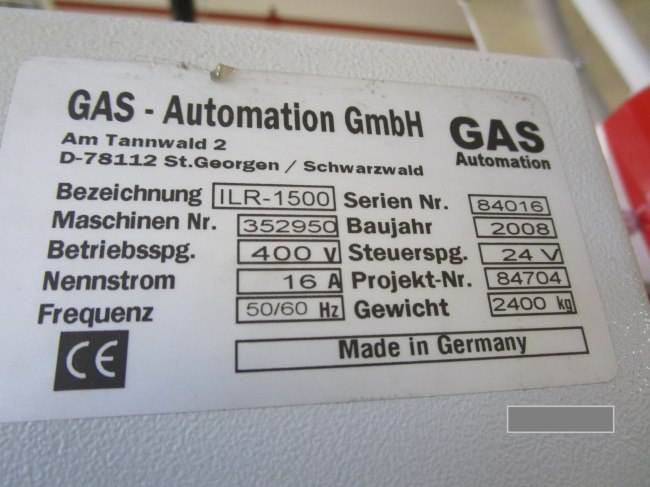 GAS - Automation GmbH
GAS
Automation
Am Tannwald 2
D-78112 St.Georgen / Schwarzwald
Bezeichnung ILR-1500 Serien Nr. 84016
Maschinen Nr. 352950 Baujahr 2008
Betriebsspg. 400 V Steuerspg. 24 V
Nennstrom 16 A Projekt-Nr. 84704
Frequenz 50/60 Hz Gewicht 2400 kg
CE Made in Germany